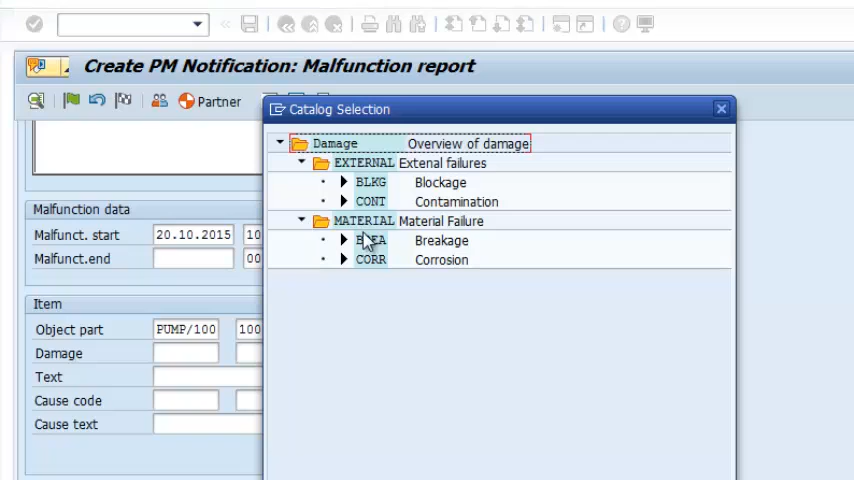 Create PM Notification: Malfunction report
Partner
Catalog Selection
Damage Overview of damage
EXTERNAL Extenal failures
BLKG Blockage
CONT Contamination
MATERIAL Material Failure
Breakage
CORR Corrosion
Malfunction data
Malfunct. start 20.10.2015 10
Malfunct.end 00
Item
Object part PUMP/100 100
Damage
Text
Cause code
Cause text